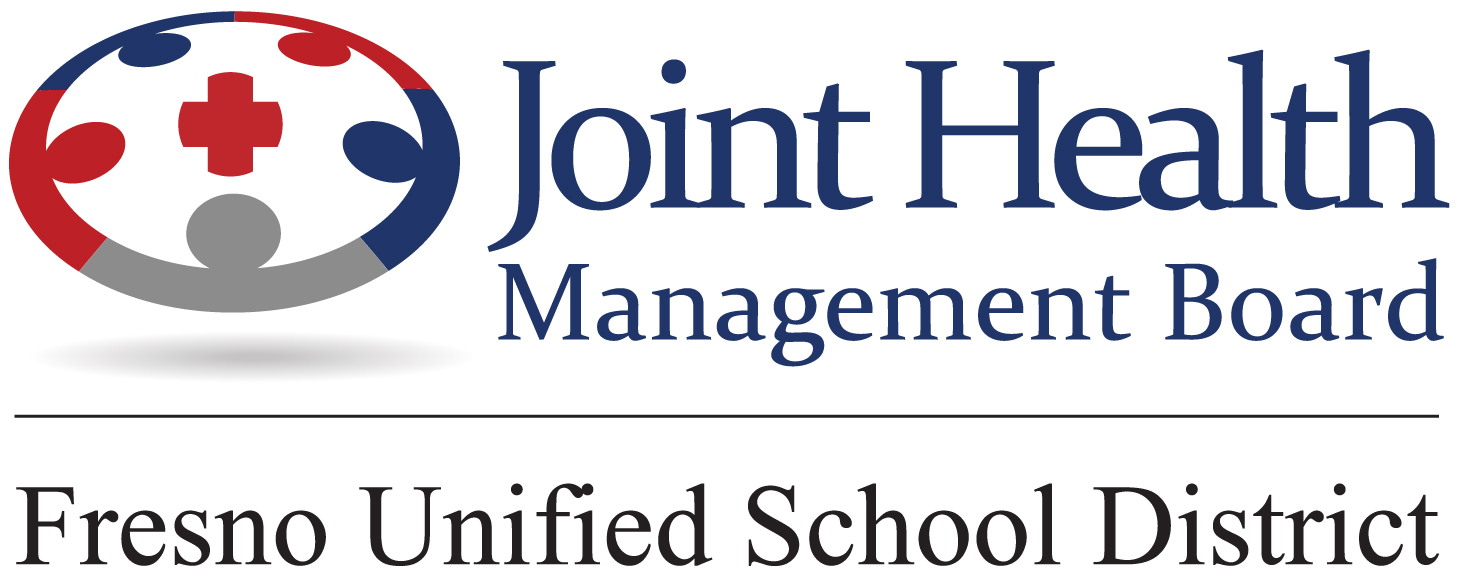 Joint Health
Management Board
Fresno Unified School District